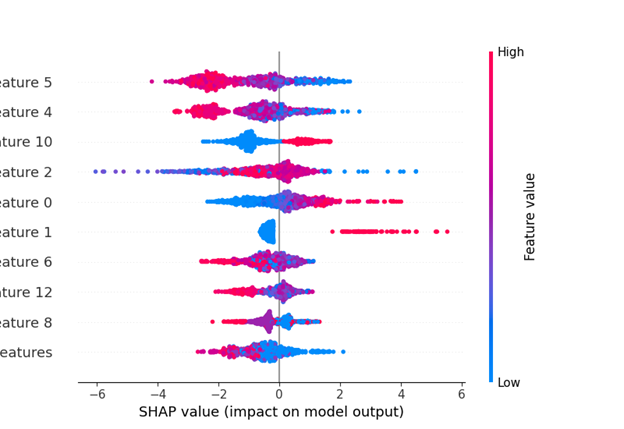 High
eature 5
eature 4
ature 10
eature 2
eature 0
eature 1
eature 6
ature 12
eature 8
eatures
Feature value
Low
−6 −4 −2 0 2 4 6
SHAP value (impact on model output)